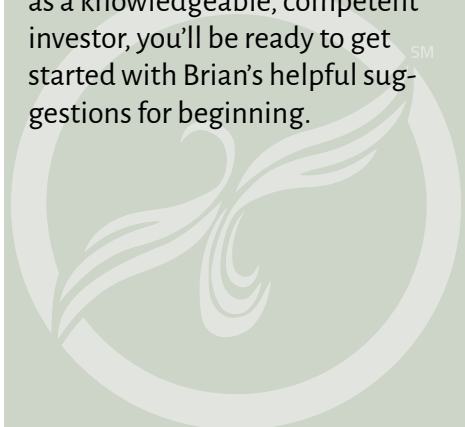 as a knowledgeable, competent
investor, you’ll be ready to get
started with Brian’s helpful sug-
gestions for beginning.
SM